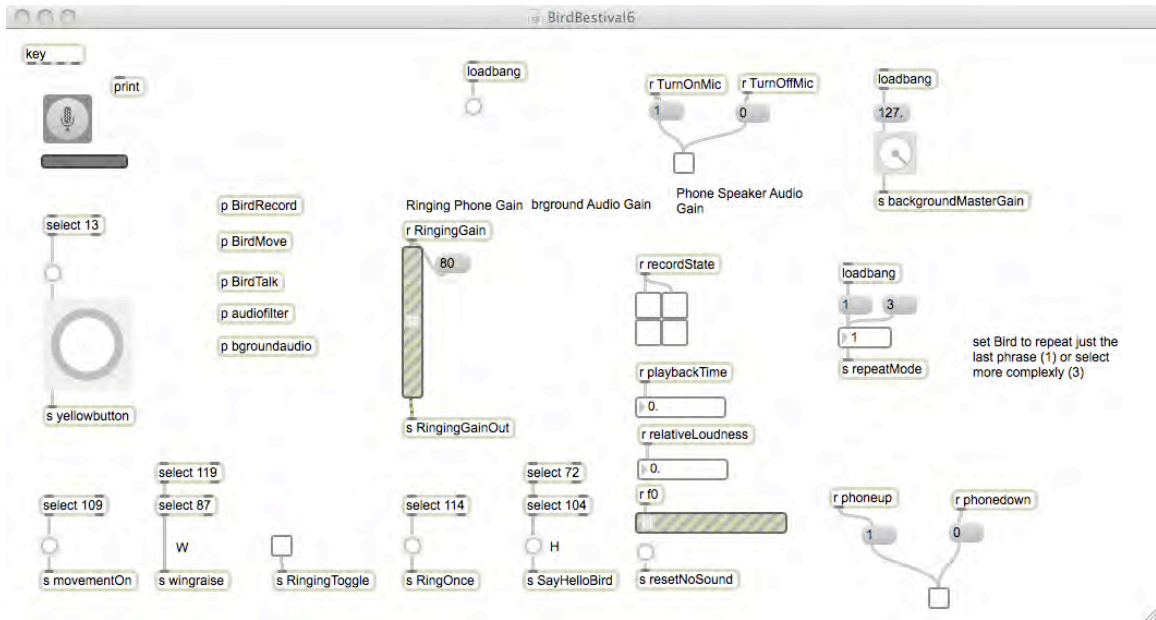 BirdBestival6
key
print
loadbang
r TurnOnMic
r TurnOffMic
1
0
loadbang
127.
s backgroundMasterGain
select 13
s yellowbutton
p BirdRecord
p BirdMove
p BirdTalk
p audiofilter
p bgroundaudio
Ringing Phone Gain
brground Audio Gain
Phone Speaker Audio
Gain
r RingingGain
80
s RingingGainOut
r recordState
r playbackTime
0.
r relativeLoudness
0.
r f0
s resetNoSound
loadbang
1
3
1
s repeatMode
set Bird to repeat just the
last phrase (1) or select
more complexly (3)
select 109
s movementOn
select 119
select 87
W
s wingraise
s RingingToggle
select 114
s RingOnce
select 72
select 104
H
s SayHelloBird
r phoneup
r phonedown
1
0